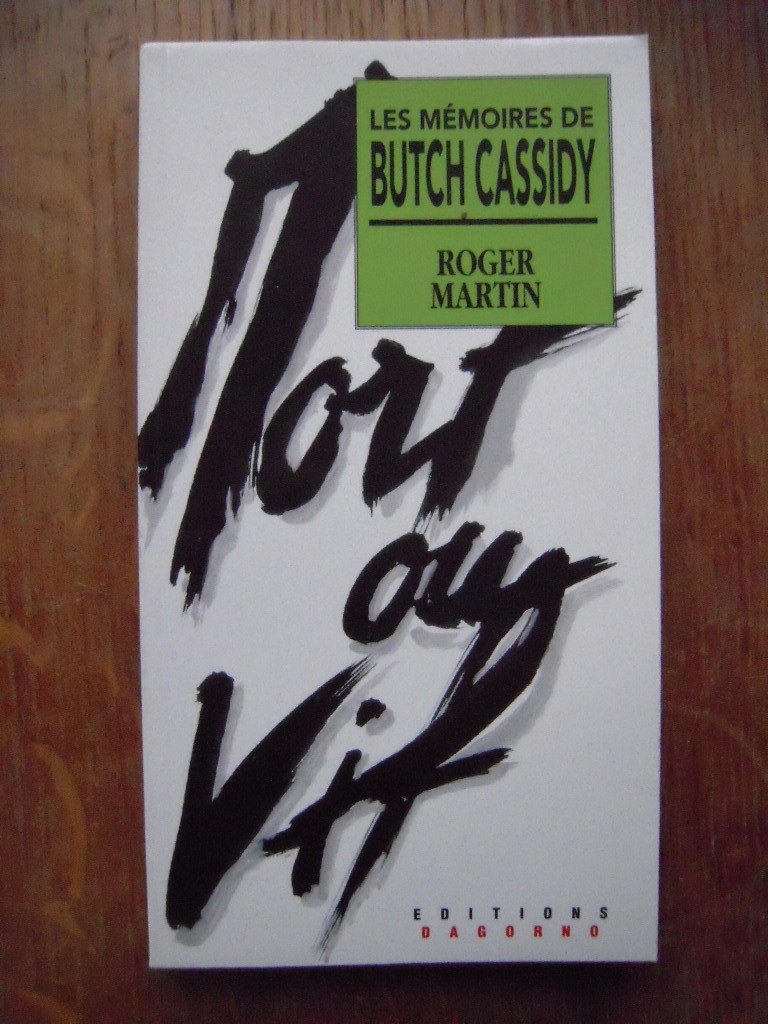 LES MÉMOIRES DE
BUTCH CASSIDY
ROGER
MARTIN
Mort
ou
Vif
EDITIONS
DAGORNO